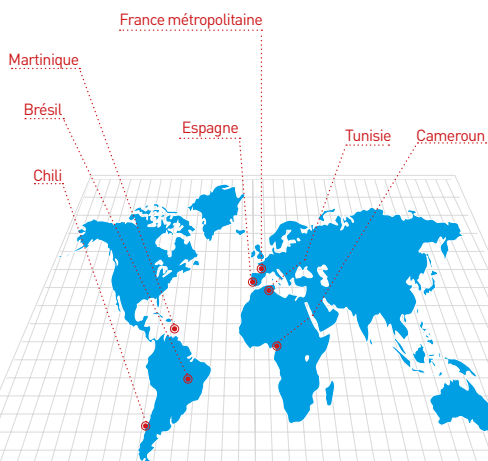 France métropolitaine
Martinique
Brésil
Espagne
Tunisie
Cameroun
Chili